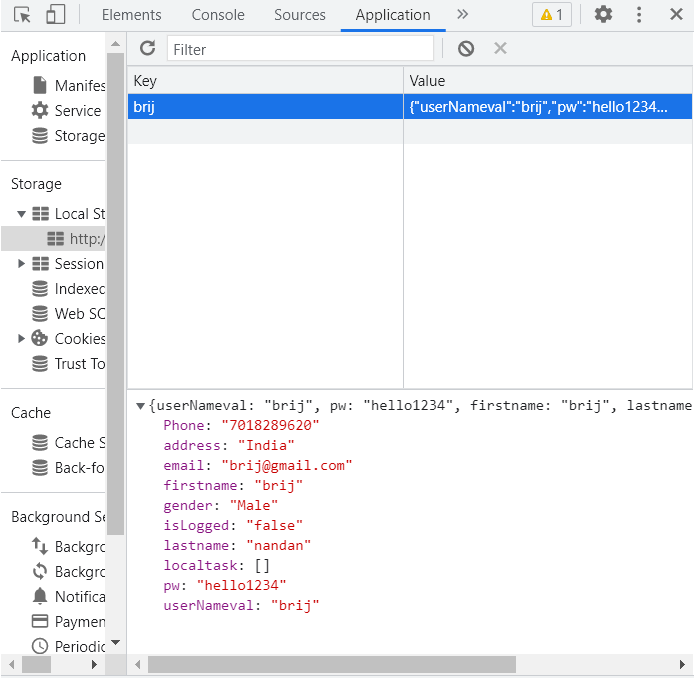 Elements Console Sources Application 1
Application
Manifes
Service
Storage
Storage
Local St
http:/
Session
Indexed
Web SC
Cookies
Trust To
Cache
Cache S
Back-fo
Background Se
Backgro
Backgro
Notifica
Paymen
Periodic
Filter
Key Value
brij {"userNameval":"brij","pw":"hello1234...
{userNameval: "brij", pw: "hello1234", firstname: "brij", lastname
Phone: "7018289620"
address: "India"
email: "brij@gmail.com"
firstname: "brij"
gender: "Male"
isLogged: "false"
lastname: "nandan"
localtask: []
pw: "hello1234"
userNameval: "brij"